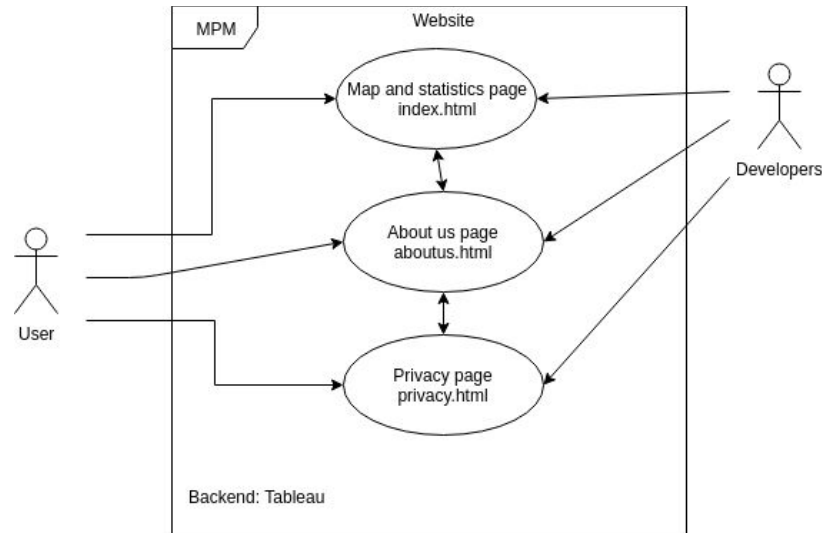 MPM
Website
Map and statistics page
index.html
Developers
About us page
aboutus.html
User
Privacy page
privacy.html
Backend: Tableau